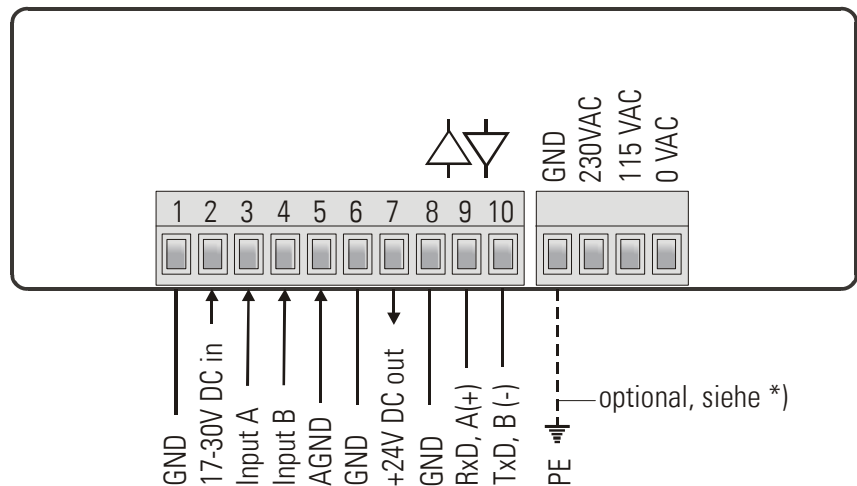 GND
230VAC
115 VAC
0 VAC
1 2 3 4 5 6 7 8 9 10
GND
17-30V DC in
Input A
Input B
AGND
GND
+24V DC out
GND
RxD, A(+)
TxD, B (-)
PE
optional, siehe *)